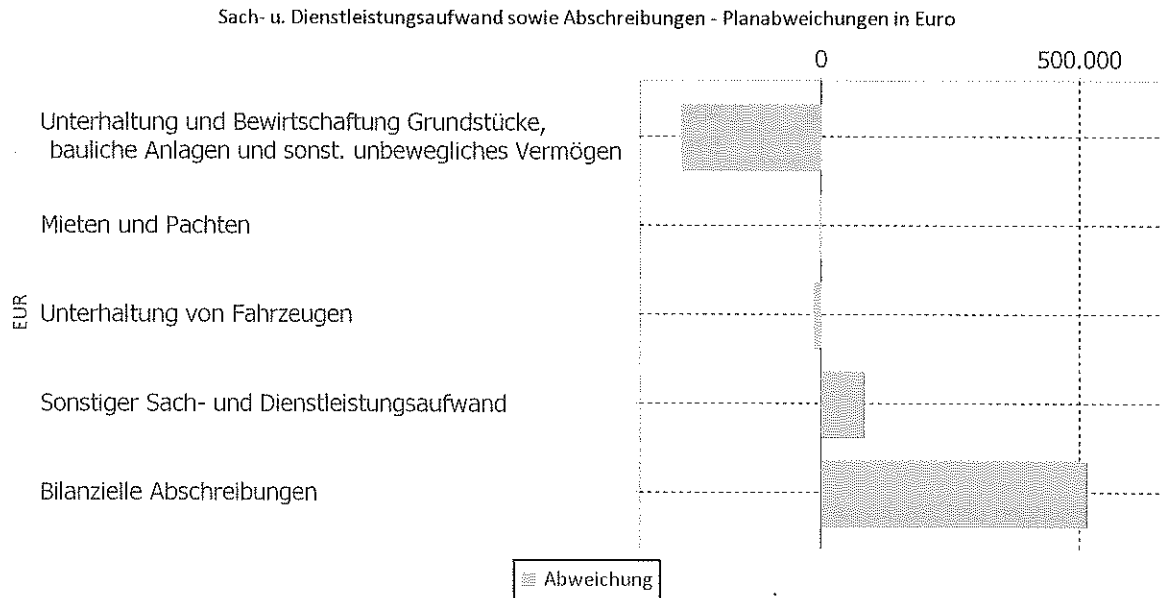 Sach- u. Dienstleistungsaufwand sowie Abschreibungen - Planabweichungen in Euro
0 500.000
Unterhaltung und Bewirtschaftung Grundstücke,
bauliche Anlagen und sonst. unbewegliches Vermögen
Mieten und Pachten
EUR
Unterhaltung von Fahrzeugen
Sonstiger Sach- und Dienstleistungsaufwand
Bilanzielle Abschreibungen
Abweichung